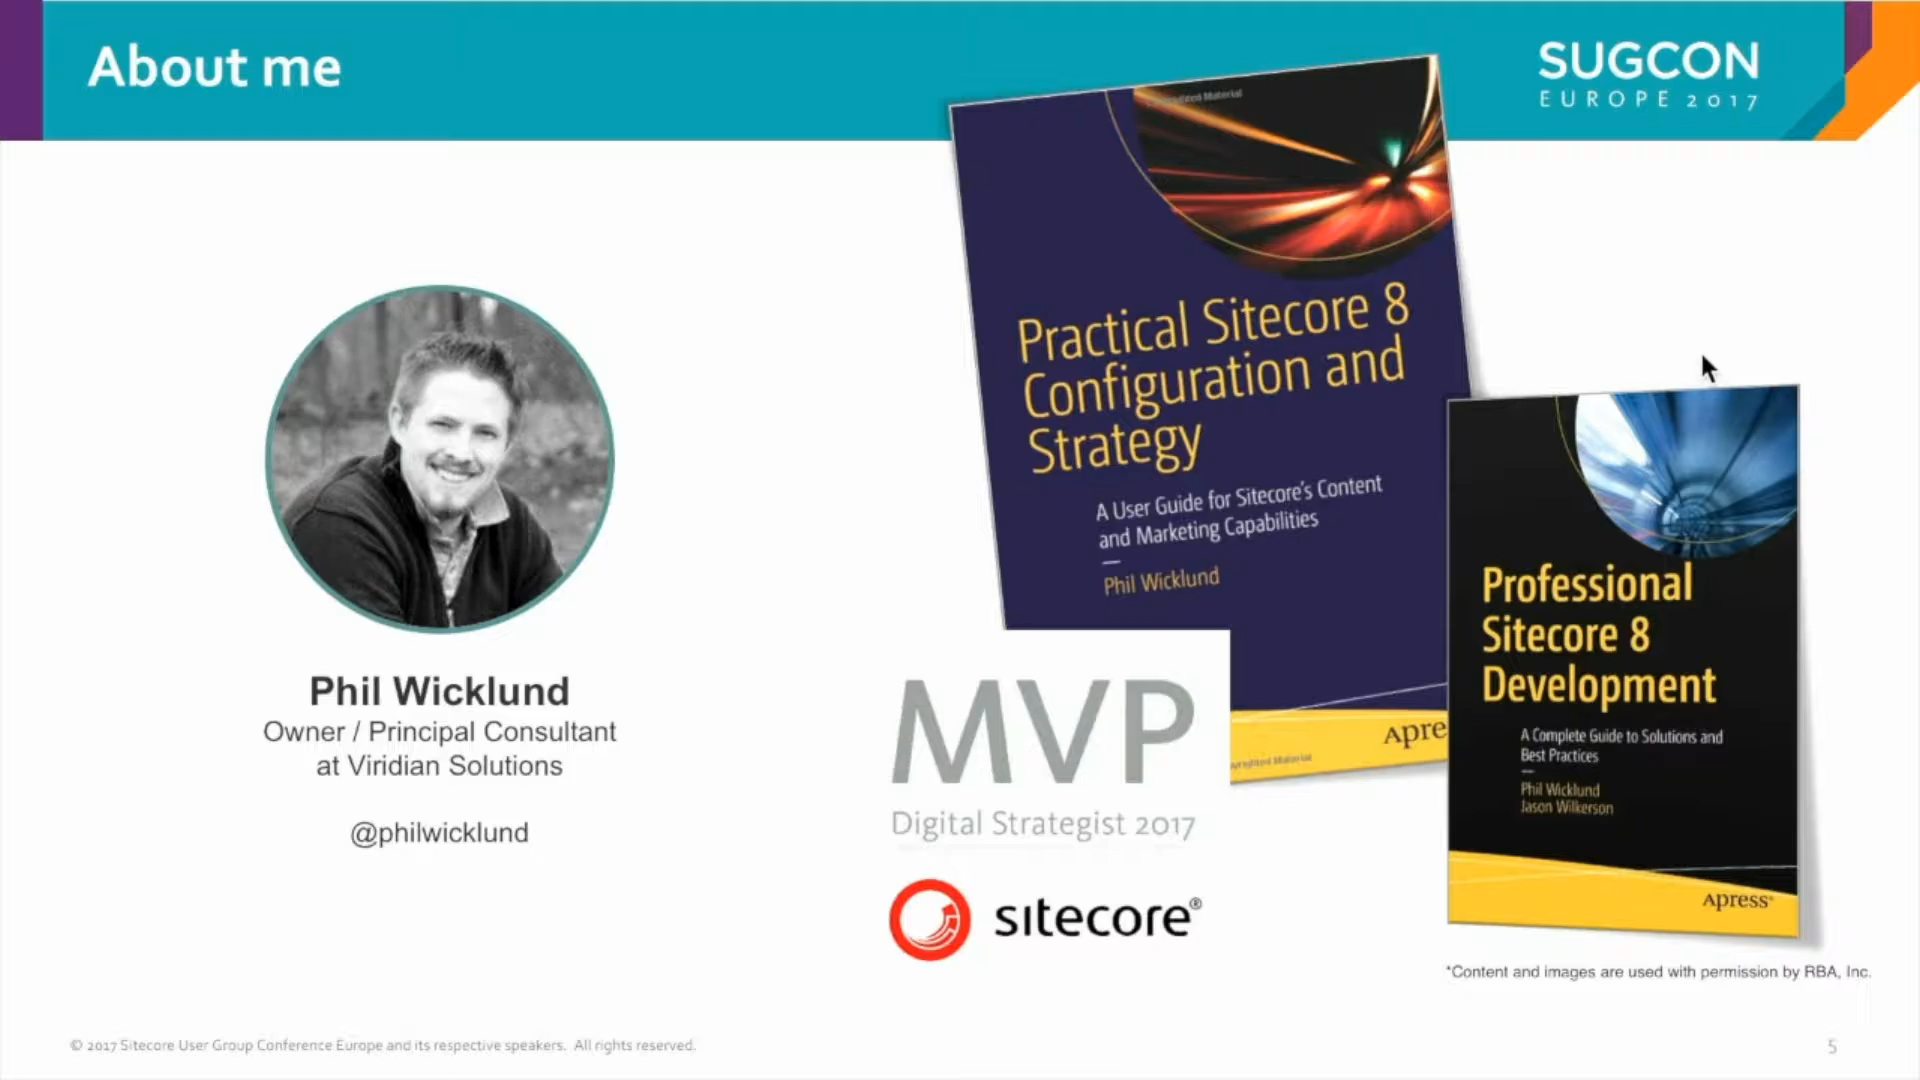 About me
SUGCON
EUROPE 2017
Practical Sitecore 8
Configuration and
Strategy
A User Guide for Sitecore's Content
and Marketing Capabilities
Phil Wicklund
Apre
Professional
Sitecore 8
Development
A Complete Guide to Solutions and
Best Practices
Phil Wicklund
Jason Wilkerson
Apress®
Phil Wicklund
Owner / Principal Consultant
at Viridian Solutions
@philwicklund
MVP
Digital Strategist 2017
sitecore®
*Content and images are used with permission by RBA, Inc.
© 2017 Sitecore User Group Conference Europe and its respective speakers. All rights reserved.
5